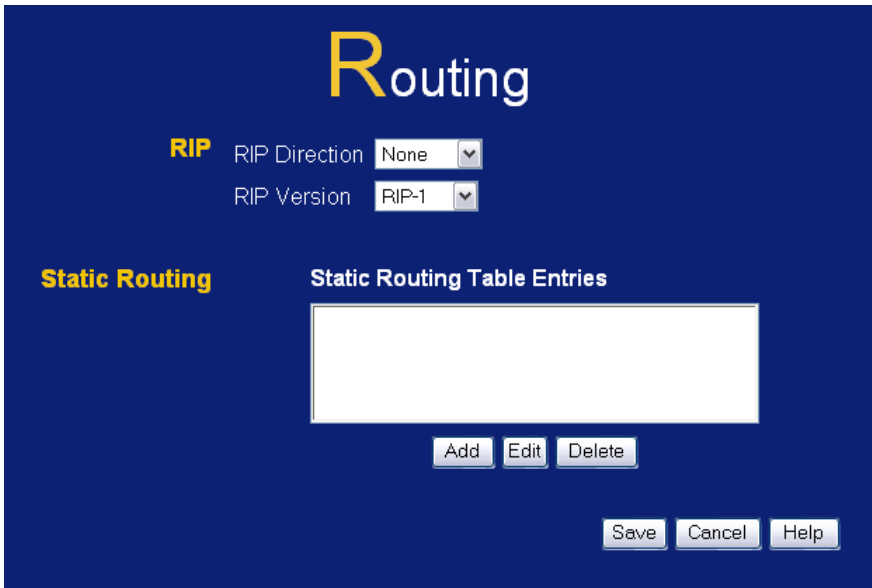 Routing
RIP RIP Direction None
RIP Version RIP-1
Static Routing Static Routing Table Entries
Add Edit Delete
Save Cancel Help